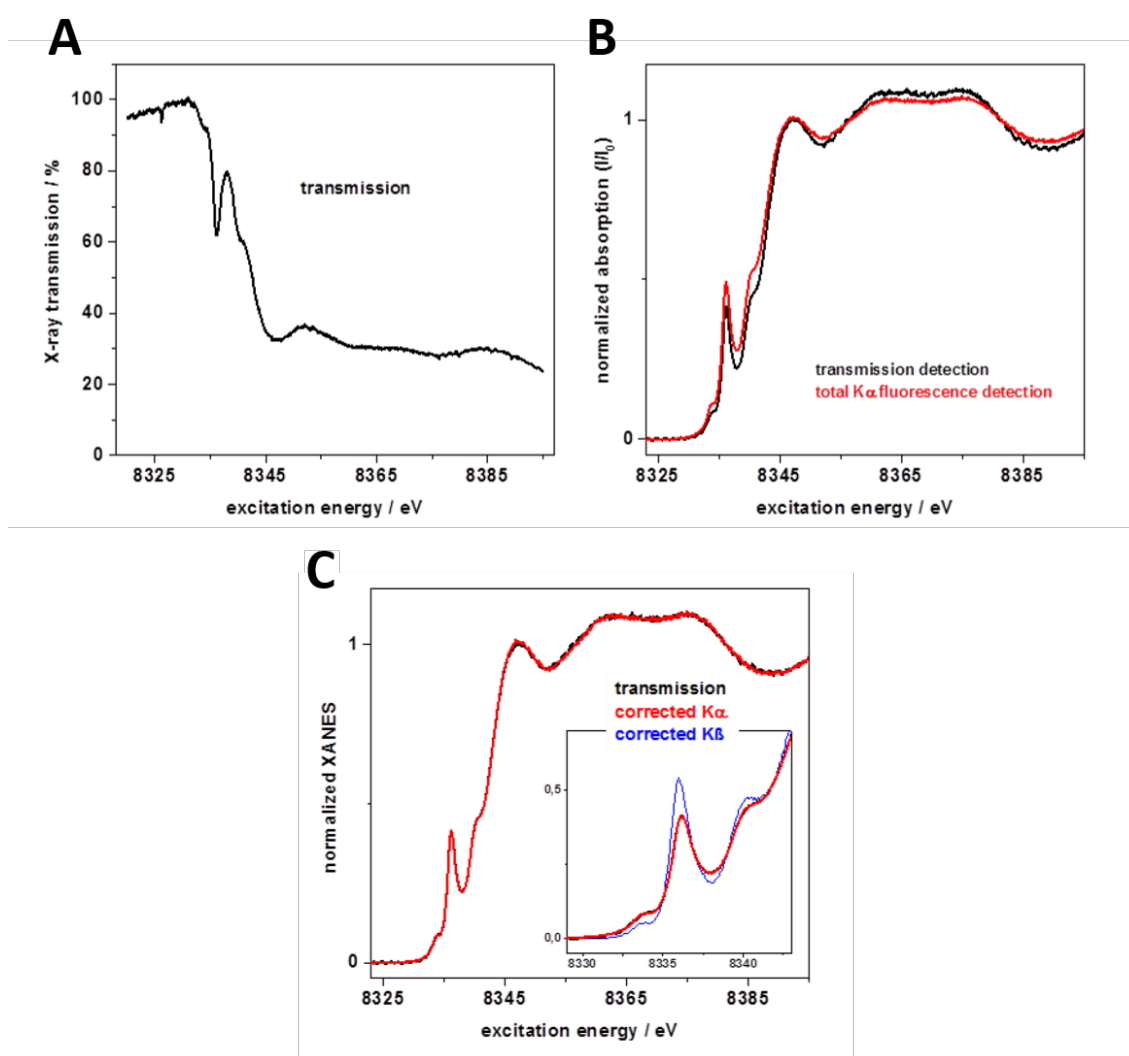 A
X-ray transmission / %
100
80
60
40
20
0
transmission
8325 8345 8365 8385
excitation energy / eV
B
normalized absorption (I/I0)
1
0
transmission detection
total Kα fluorescence detection
8325 8345 8365 8385
excitation energy / eV
C
normalized XANES
1
0
transmission
corrected Kα
corrected Kß
0,5
0,0
8330 8335 8340
8325 8345 8365 8385
excitation energy / eV